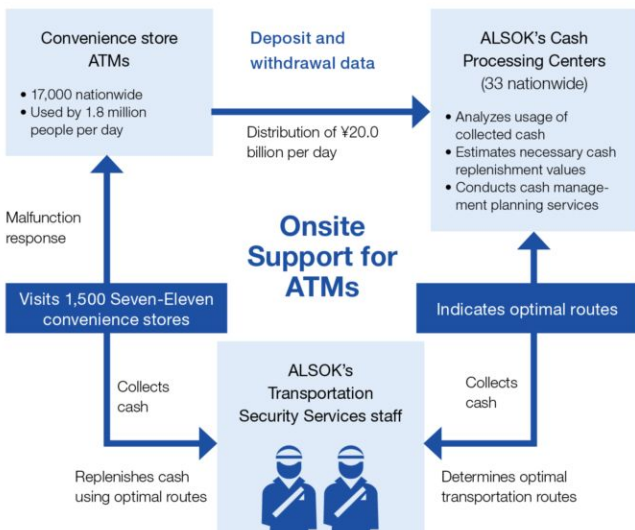 Convenience store
ATMs
• 17,000 nationwide
• Used by 1.8 million
people per day
Deposit and
withdrawal data
Distribution of ¥20.0
billion per day
ALSOK's Cash
Processing Centers
(33 nationwide)
• Analyzes usage of
collected cash
• Estimates necessary cash
replenishment values
• Conducts cash manage-
ment planning services
Malfunction
response
Onsite
Support for
ATMs
Visits 1,500 Seven-Eleven
convenience stores
Indicates optimal routes
Collects
cash
ALSOK's
Transportation
Security Services staff
Collects
cash
Replenishes cash
using optimal routes
Determines optimal
transportation routes